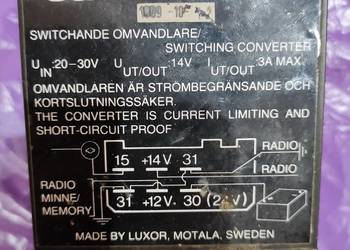 SWITCHANDE OMVANDLARE/
SWITCHING CONVERTER
UIN:20-30V UUT/OUT:14V IUT/OUT:3A MAX.
OMVANDLAREN ÄR STRÖMBEGRÄNSANDE OCH
KORTSLUTNINGSSÄKER.
THE CONVERTER IS CURRENT LIMITING AND
SHORT-CIRCUIT PROOF
RADIO
15 +14V 31
RADIO
RADIO
MINNE/
MEMORY
31 +12V. 30
MADE BY LUXOR, MOTALA, SWEDEN